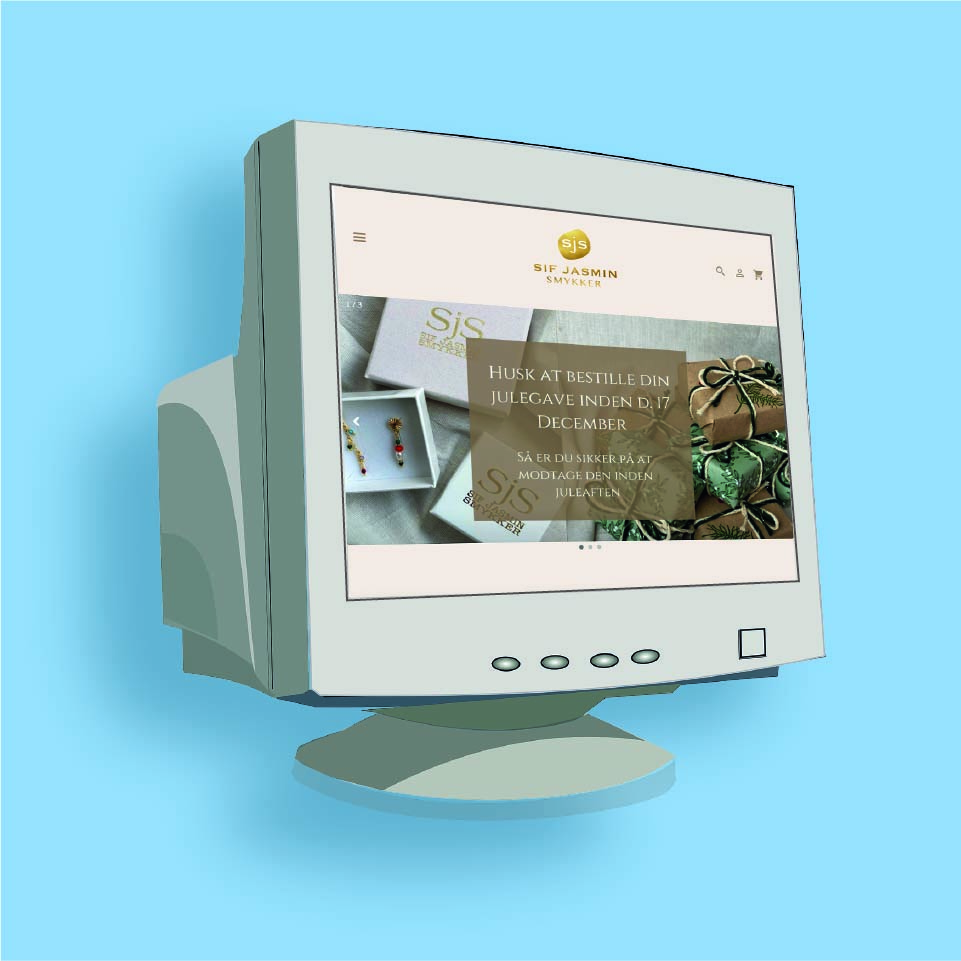 sjs
SIF JASMIN
SMYKKER
1/3
SjS
SIF JASMIN
SMYKKER
HUSK AT BESTILLE DIN
JULEGAVE INDEN D. 17
DECEMBER
SÅ ER DU SIKKER PÅ AT
MODTAGE DEN INDEN
JULEAFTEN
SjS
SIF JASMIN
SMYKKER